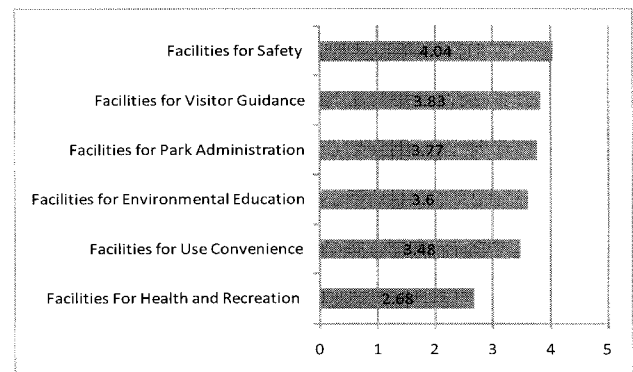 Facilities for Safety 4.04
Facilities for Visitor Guidance 3.83
Facilities for Park Administration 3.77
Facilities for Environmental Education 3.6
Facilities for Use Convenience 3.48
Facilities For Health and Recreation 2.68
0 1 2 3 4 5